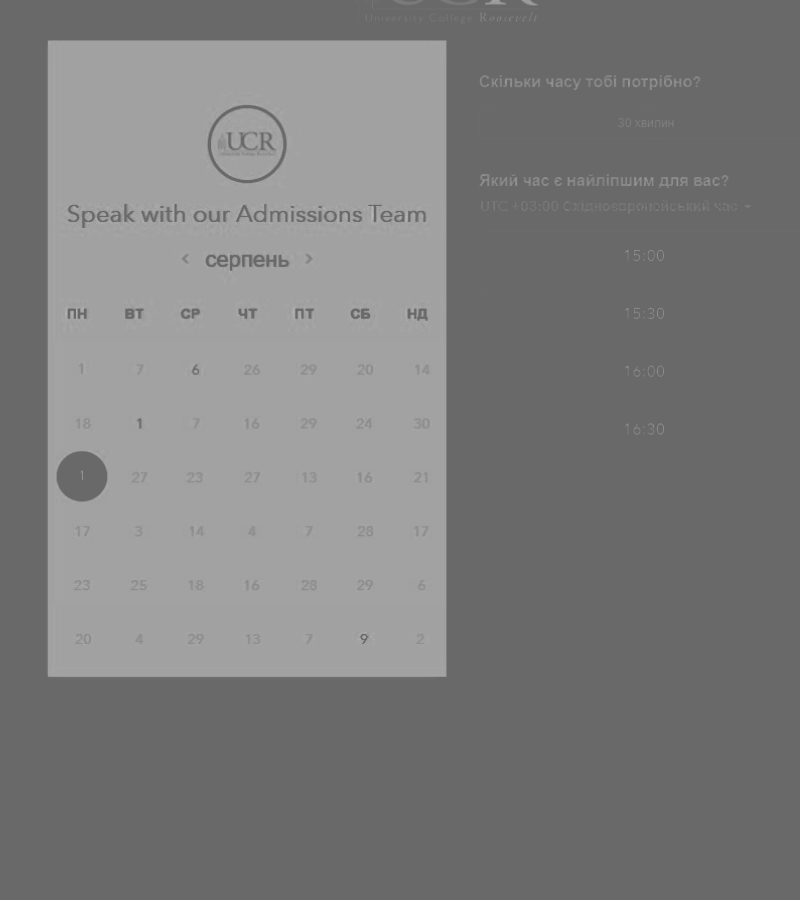 UCR
University College Roosevelt
UCR
Speak with our Admissions Team
серпень
ПН ВТ СР ЧТ ПТ СБ НД
1 7 6 26 29 20 14
18 1 7 16 29 24 30
1 27 23 27 13 16 21
17 3 14 4 7 28 17
23 25 18 16 28 29 6
20 4 29 13 7 9 2
Скільки часу тобі потрібно?
30 хвилин
Який час є найліпшим для вас?
UTC +03:00 Східноєвропейський час
15:00
15:30
16:00
16:30